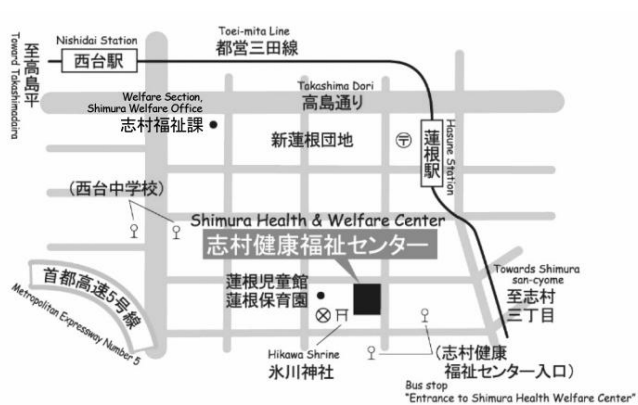 Toei-mita Line
都営三田線
Nishidai Station
西台駅
至高島平
Toward Takashimadaira
Takashima Dori
高島通り
Welfare Section,
Shimura Welfare Office
志村福祉課
新蓮根団地
〒
蓮根駅
Hasune Station
(西台中学校)
Shimura Health & Welfare Center
志村健康福祉センター
首都高速5号線
Metropolitan Expressway Number 5
蓮根児童館
蓮根保育園
Towards Shimura
san-cyome
至志村
三丁目
Hikawa Shrine
氷川神社
(志村健康
福祉センター入口)
Bus stop
"Entrance to Shimura Health Welfare Center"